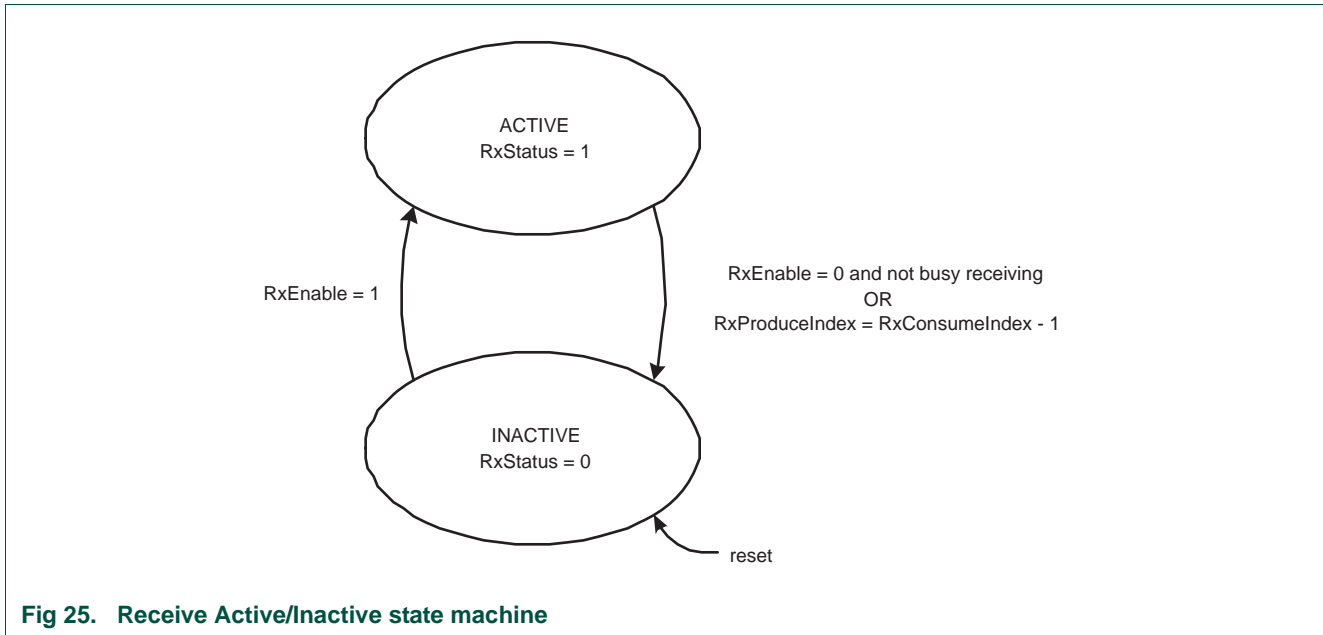 ACTIVE
RxStatus = 1
RxEnable = 1
RxEnable = 0 and not busy receiving
OR
RxProduceIndex = RxConsumeIndex - 1
INACTIVE
RxStatus = 0
reset
Fig 25. Receive Active/Inactive state machine